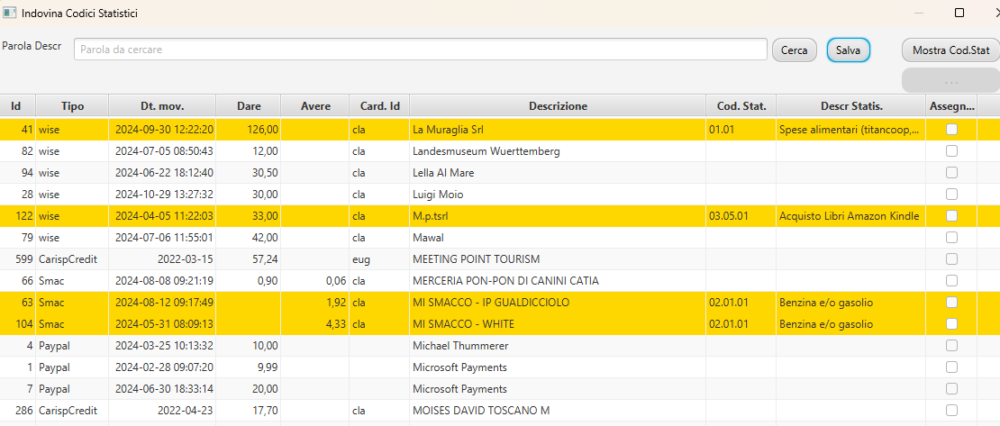 Indovina Codici Statistici
Parola Descr Parola da cercare Cerca Salva Mostra Cod.Stat
...
Id Tipo Dt. mov. Dare Avere Card. Id Descrizione Cod. Stat. Descr Statis. Assegn...
41 wise 2024-09-30 12:22:20 126,00 cla La Muraglia Srl 01.01 Spese alimentari (titancoop,...
82 wise 2024-07-05 08:50:43 12,00 cla Landesmuseum Wuerttemberg
94 wise 2024-06-22 18:12:40 30,50 cla Lella Al Mare
28 wise 2024-10-29 13:27:32 30,00 cla Luigi Moio
122 wise 2024-04-05 11:22:03 33,00 cla M.p.tsrl 03.05.01 Acquisto Libri Amazon Kindle
79 wise 2024-07-06 11:55:01 42,00 cla Mawal
599 CarispCredit 2022-03-15 57,24 eug MEETING POINT TOURISM
66 Smac 2024-08-08 09:21:19 0,90 0,06 cla MERCERIA PON-PON DI CANINI CATIA
63 Smac 2024-08-12 09:17:49 1,92 cla MI SMACCO - IP GUALDICCIOLO 02.01.01 Benzina e/o gasolio
104 Smac 2024-05-31 08:09:13 4,33 cla MI SMACCO - WHITE 02.01.01 Benzina e/o gasolio
4 Paypal 2024-03-25 10:13:32 10,00 Michael Thummerer
1 Paypal 2024-02-28 09:07:20 9,99 Microsoft Payments
7 Paypal 2024-06-30 18:33:14 20,00 Microsoft Payments
286 CarispCredit 2022-04-23 17,70 cla MOISES DAVID TOSCANO M